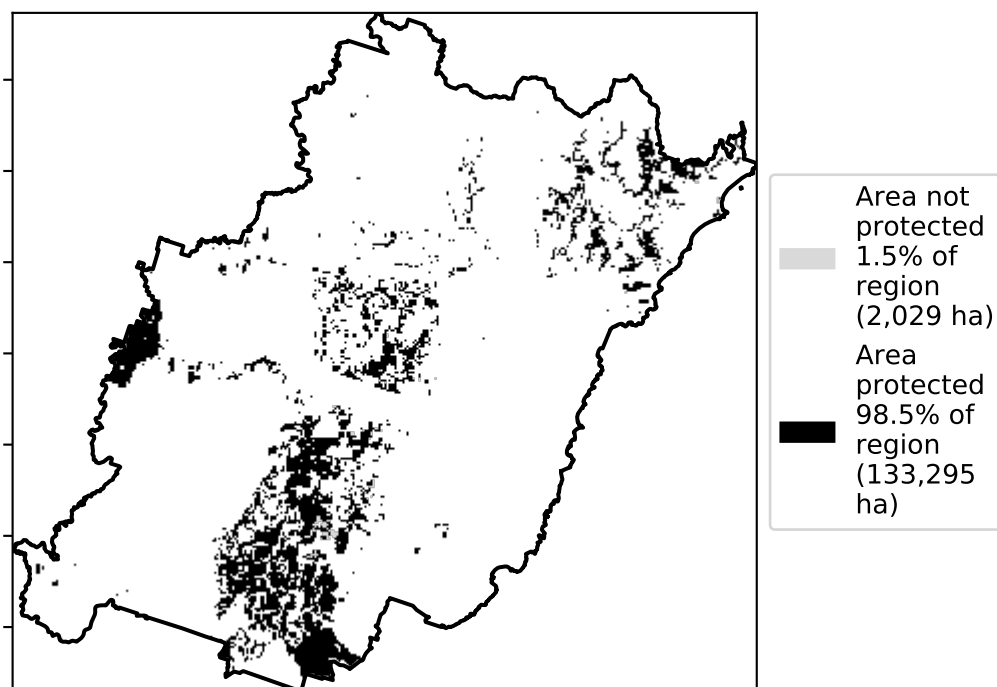 Area not
protected
1.5% of
region
(2,029 ha)
Area
protected
98.5% of
region
(133,295
ha)